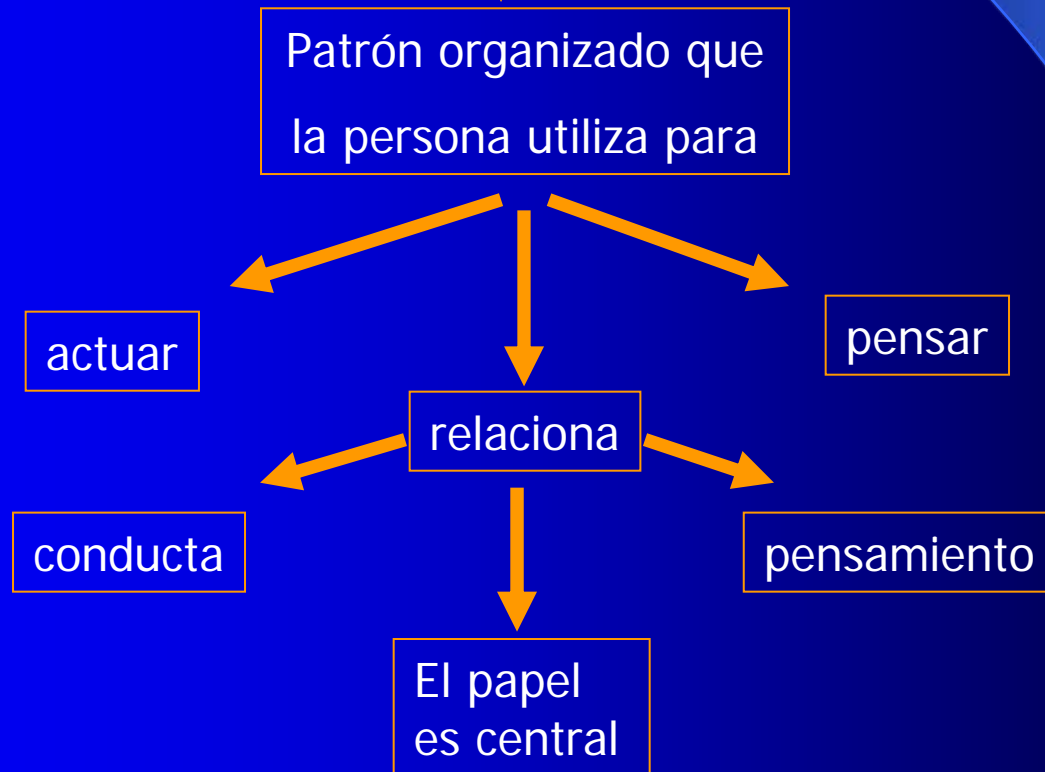 Patrón organizado que
la persona utiliza para
actuar
pensar
relaciona
conducta
pensamiento
El papel
es central